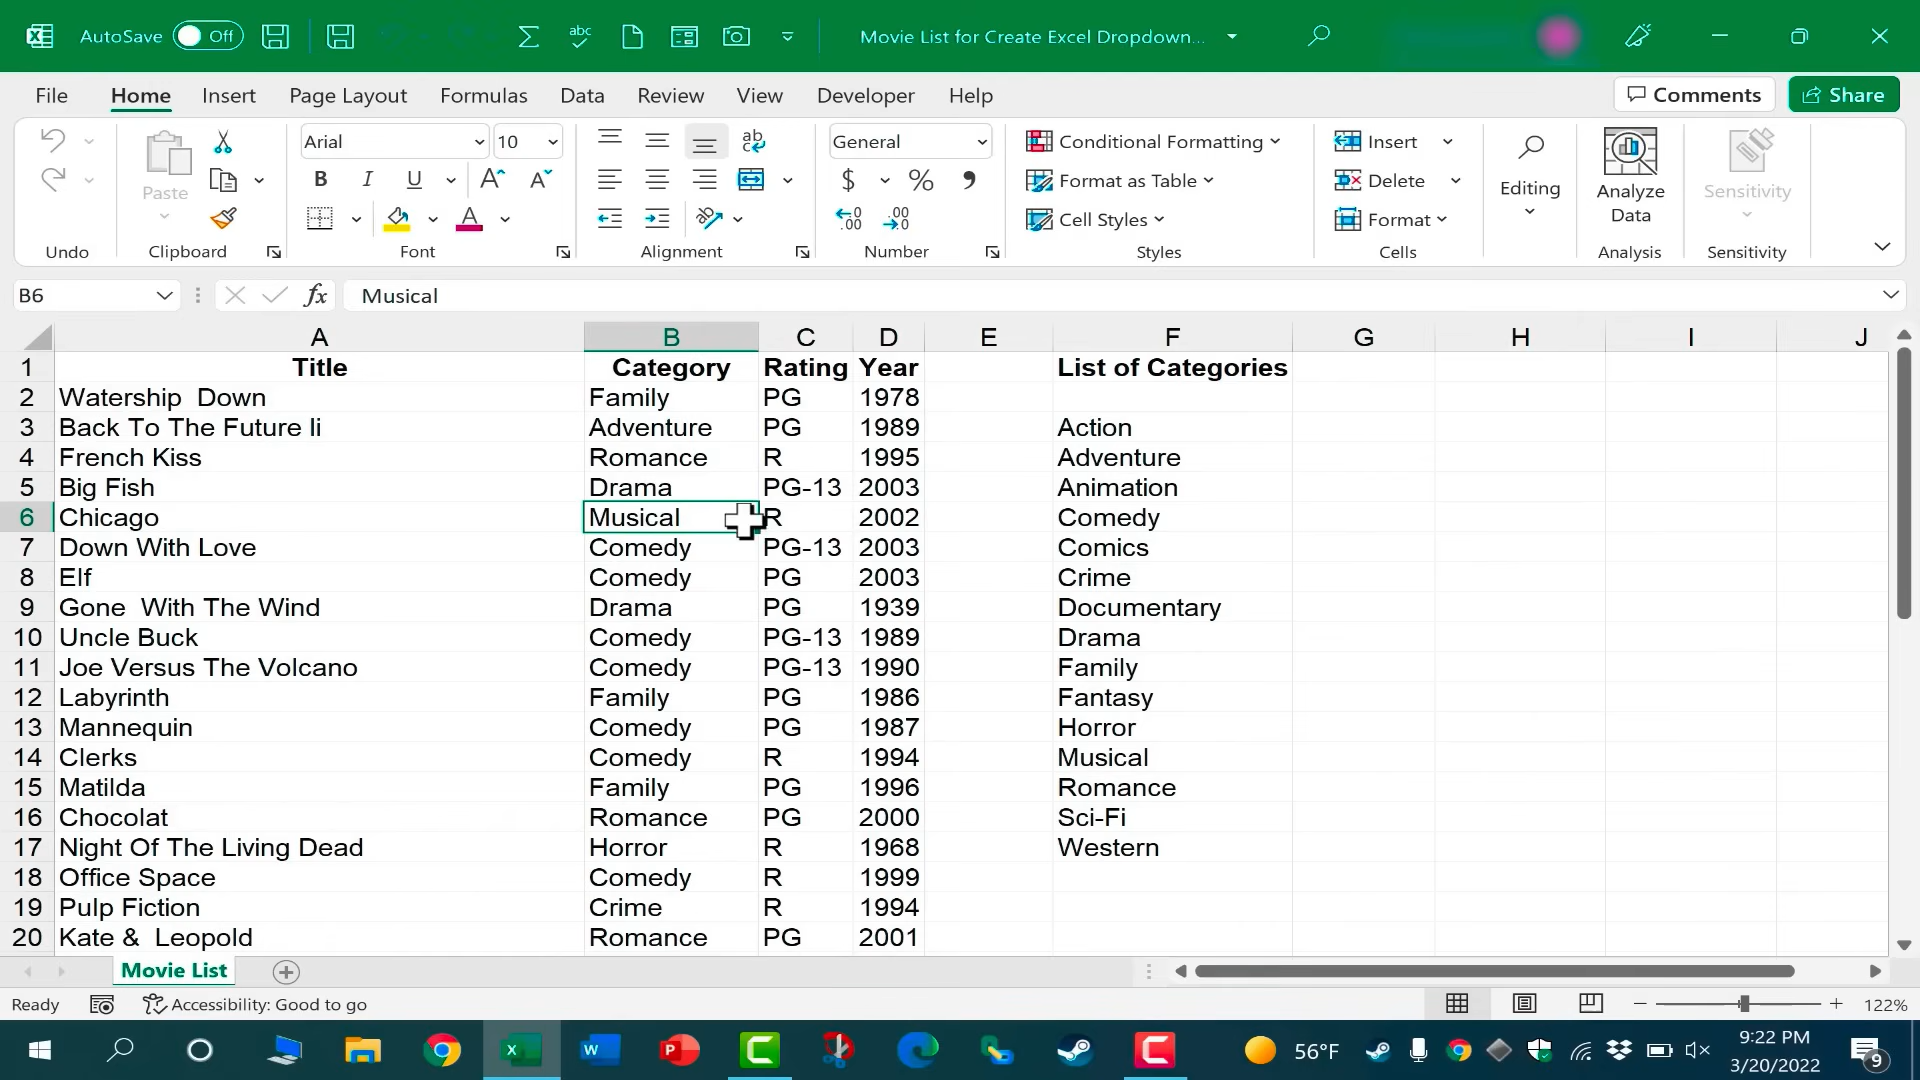 AutoSave Off abc Movie List for Create Excel Dropdown...
File Home Insert Page Layout Formulas Data Review View Developer Help Comments Share
Arial 10 ab General Conditional Formatting Insert
Paste B I U A A $ % Format as Table Delete Editing Analyze Data Sensitivity
A .00 .00 Cell Styles Format
Undo Clipboard Font Alignment Number Styles Cells Analysis Sensitivity
B6 fx Musical
A B C D E F G H I J
1 Title Category Rating Year List of Categories
2 Watership  Down Family PG 1978
3 Back To The Future Ii Adventure PG 1989 Action
4 French Kiss Romance R 1995 Adventure
5 Big Fish Drama PG-13 2003 Animation
6 Chicago Musical R 2002 Comedy
7 Down With Love Comedy PG-13 2003 Comics
8 Elf Comedy PG 2003 Crime
9 Gone  With The Wind Drama PG 1939 Documentary
10 Uncle Buck Comedy PG-13 1989 Drama
11 Joe Versus The Volcano Comedy PG-13 1990 Family
12 Labyrinth Family PG 1986 Fantasy
13 Mannequin Comedy PG 1987 Horror
14 Clerks Comedy R 1994 Musical
15 Matilda Family PG 1996 Romance
16 Chocolat Romance PG 2000 Sci-Fi
17 Night Of The Living Dead Horror R 1968 Western
18 Office Space Comedy R 1999
19 Pulp Fiction Crime R 1994
20 Kate &  Leopold Romance PG 2001
Movie List
Ready Accessibility: Good to go 122%
56°F 9:22 PM
3/20/2022 9